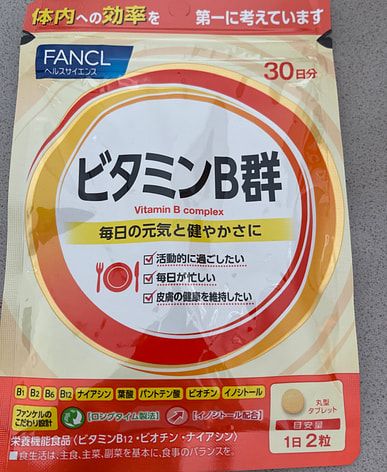 体内への効率を 第一に考えています
FANCL
ヘルスサイエンス
30日分
ビタミンB群
Vitamin B complex
毎日の元気と健やかさに
活動的に過ごしたい
毎日が忙しい
皮膚の健康を維持したい
B1 B2 B6 B12 ナイアシン 葉酸 パントテン酸 ビオチン イノシトール
ファンケルの
こだわり設計
【ロングタイム製法】
【イノシトール配合】
丸型
タブレット
目安量
1日2粒
栄養機能食品〈ビタミンB12・ビオチン・ナイアシン〉
■食生活は、主食、主菜、副菜を基本に、食事のバランスを。